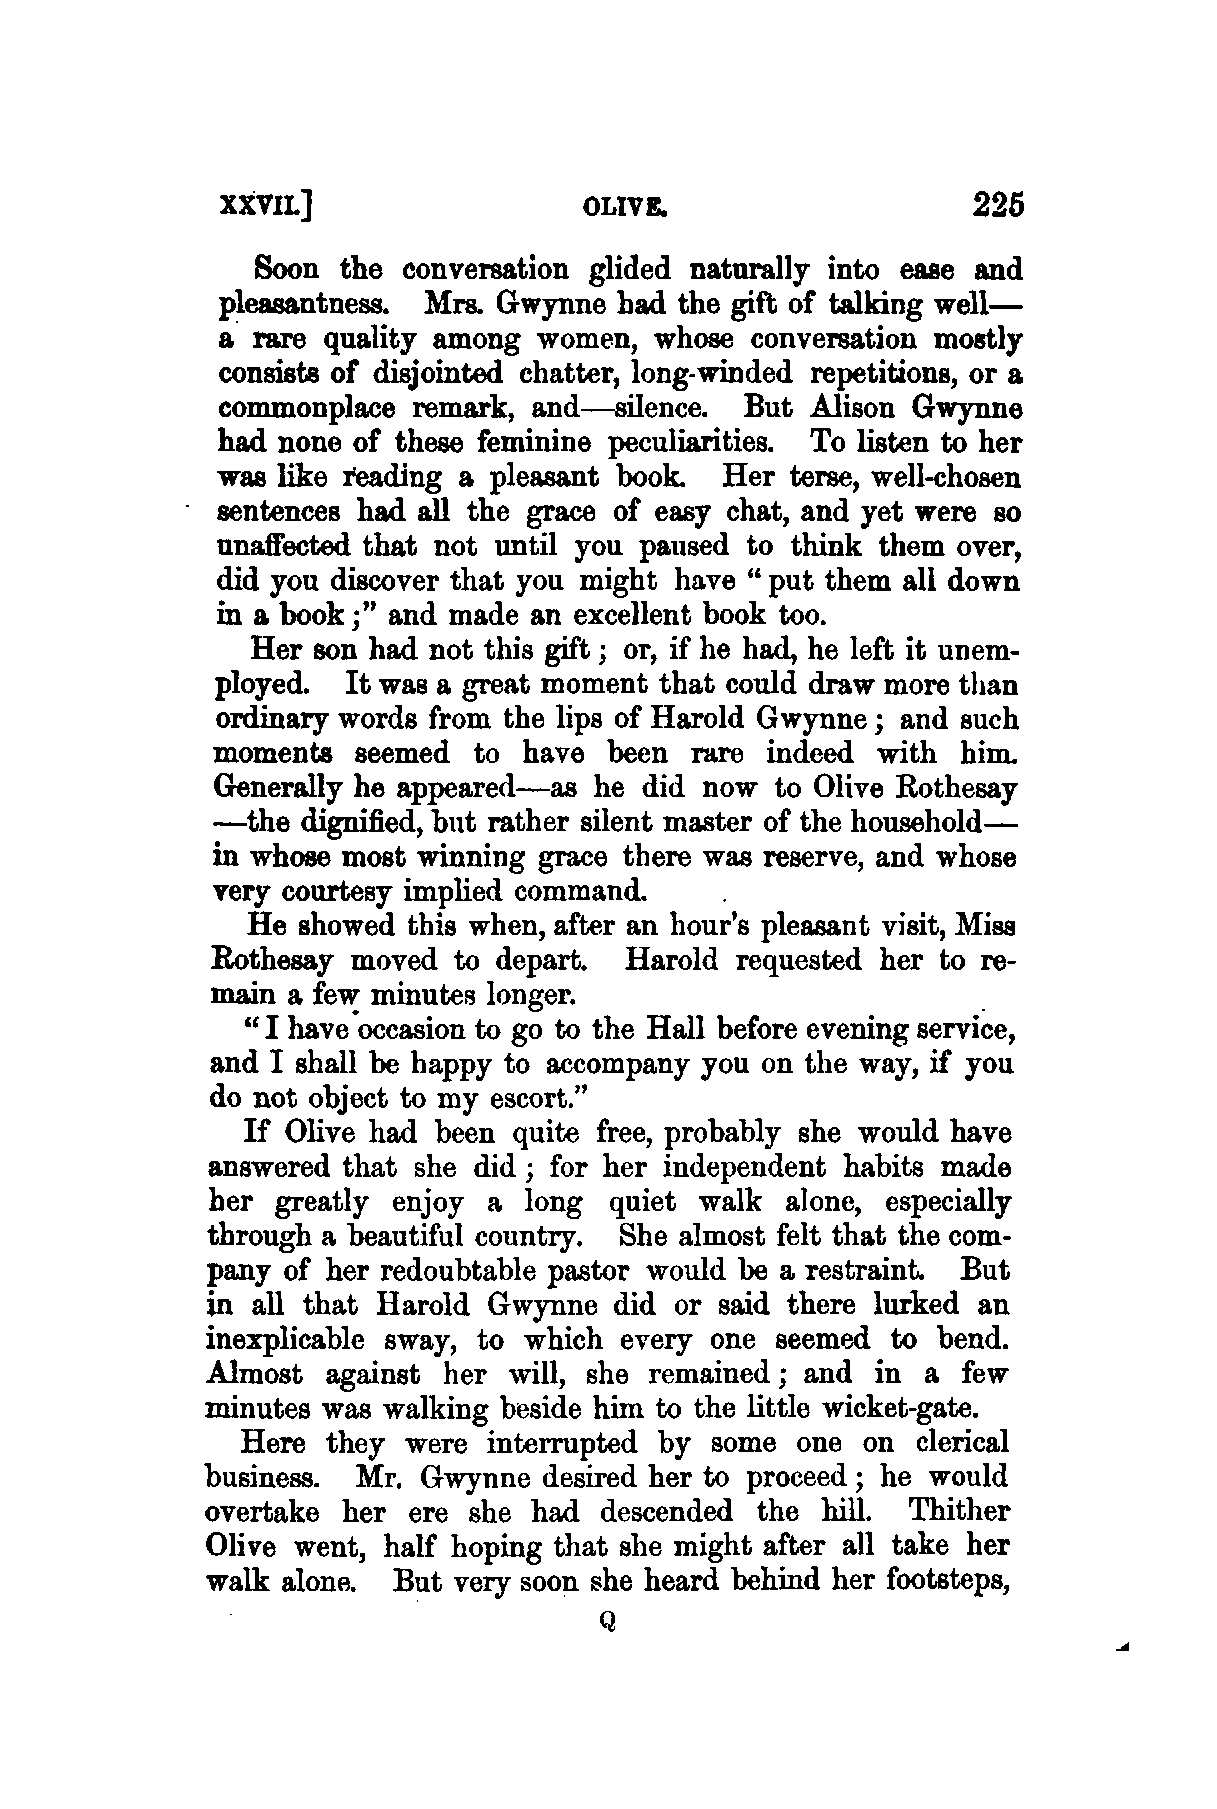 XXVII.] OLIVE. 225
Soon the conversation glided naturally into ease and
pleasantness. Mrs. Gwynne had the gift of talking well—
a rare quality among women, whose conversation mostly
consists of disjointed chatter, long-winded repetitions, or a
commonplace remark, and—silence. But Alison Gwynne
had none of these feminine peculiarities. To listen to her
was like reading a pleasant book. Her terse, well-chosen
sentences had all the grace of easy chat, and yet were so
unaffected that not until you paused to think them over,
did you discover that you might have “put them all down
in a book;” and made an excellent book too.
Her son had not this gift; or, if he had, he left it unem-
ployed. It was a great moment that could draw more than
ordinary words from the lips of Harold Gwynne; and such
moments seemed to have been rare indeed with him.
Generally he appeared—as he did now to Olive Rothesay
—the dignified, but rather silent master of the household—
in whose most winning grace there was reserve, and whose
very courtesy implied command.
He showed this when, after an hour’s pleasant visit, Miss
Rothesay moved to depart. Harold requested her to re-
main a few minutes longer.
“I have occasion to go to the Hall before evening service,
and I shall be happy to accompany you on the way, if you
do not object to my escort.”
If Olive had been quite free, probably she would have
answered that she did; for her independent habits made
her greatly enjoy a long quiet walk alone, especially
through a beautiful country. She almost felt that the com-
pany of her redoubtable pastor would be a restraint. But
in all that Harold Gwynne did or said there lurked an
inexplicable sway, to which every one seemed to bend.
Almost against her will, she remained; and in a few
minutes was walking beside him to the little wicket-gate.
Here they were interrupted by some one on clerical
business. Mr. Gwynne desired her to proceed; he would
overtake her ere she had descended the hill. Thither
Olive went, half hoping that she might after all take her
walk alone. But very soon she heard behind her footsteps,
Q